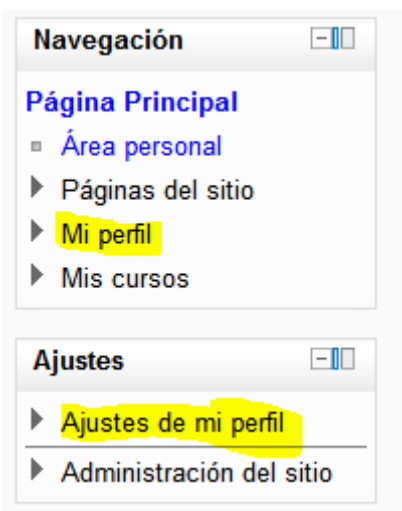 Navegación
Página Principal
Área personal
Páginas del sitio
Mi perfil
Mis cursos
Ajustes
Ajustes de mi perfil
Administración del sitio